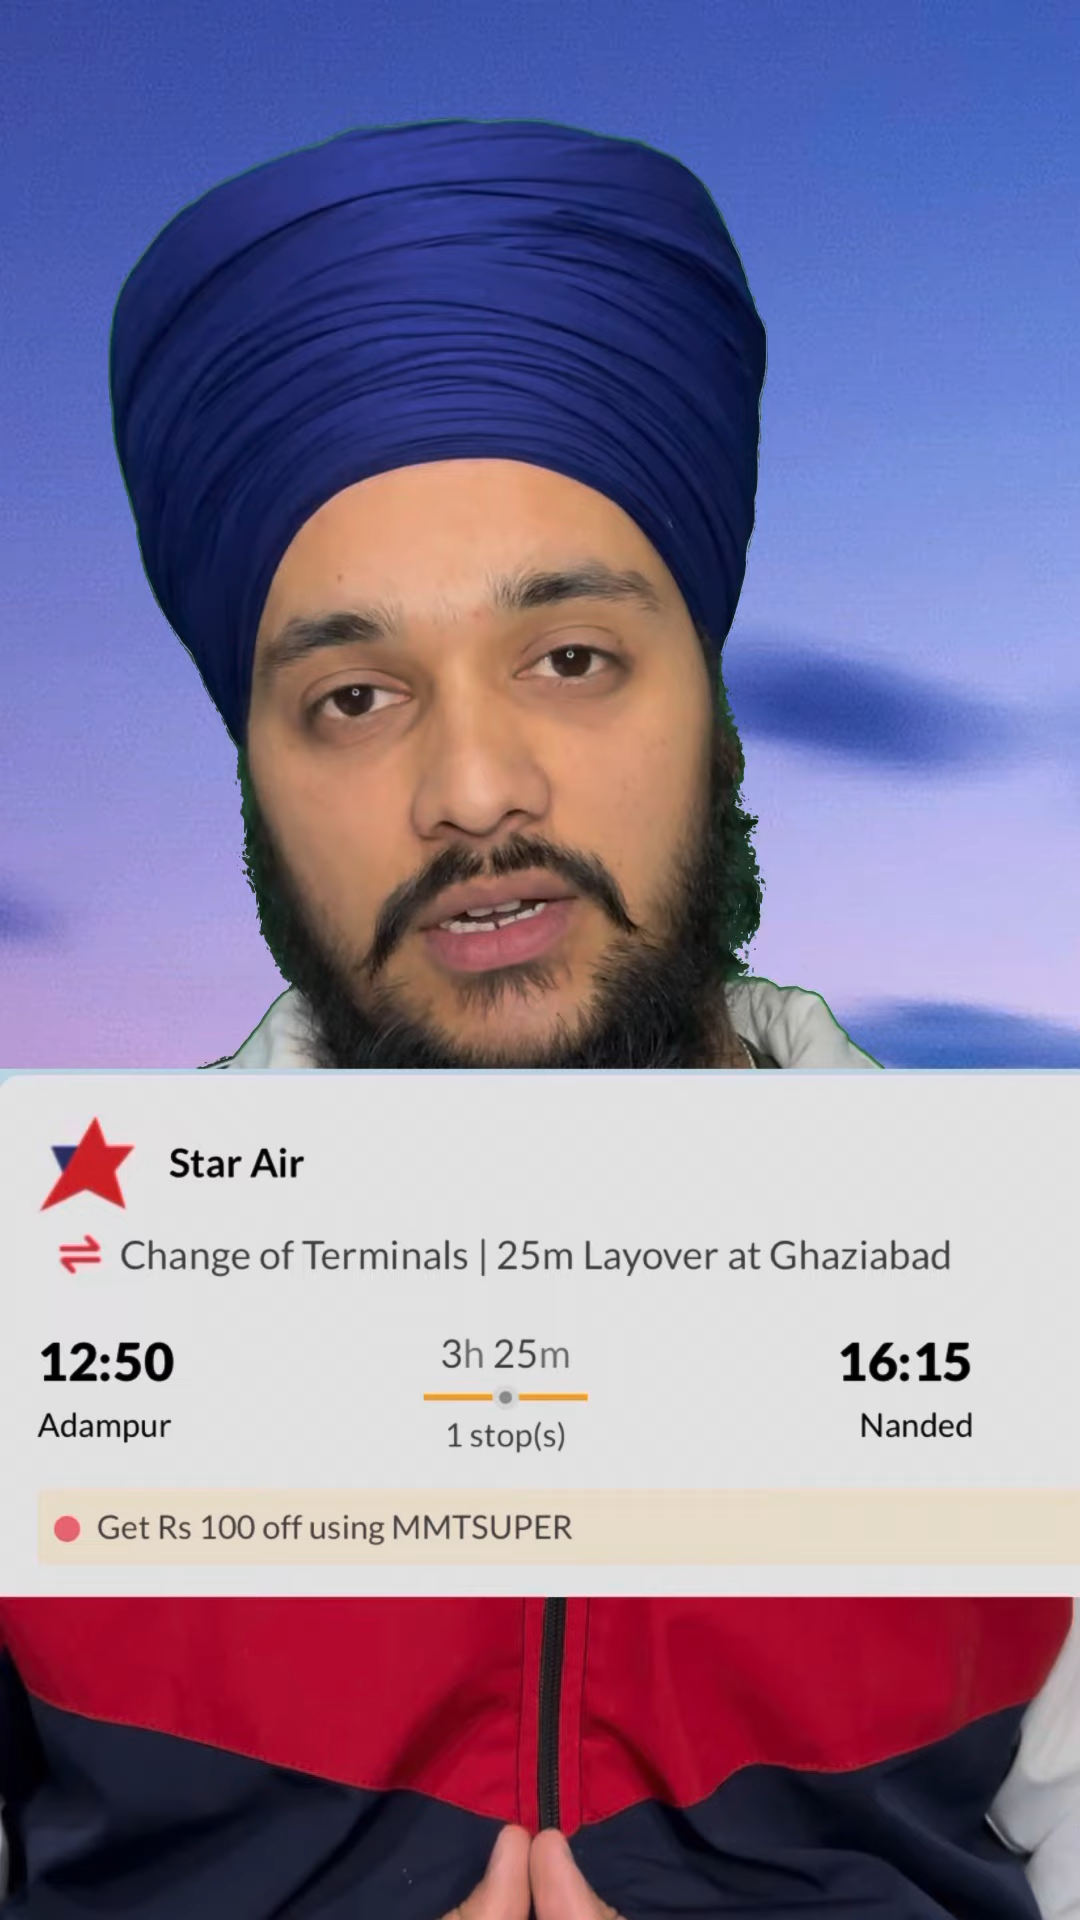 Star Air
Change of Terminals | 25m Layover at Ghaziabad
12:50 3h 25m 16:15
Adampur 1 stop(s) Nanded
Get Rs 100 off using MMTSUPER